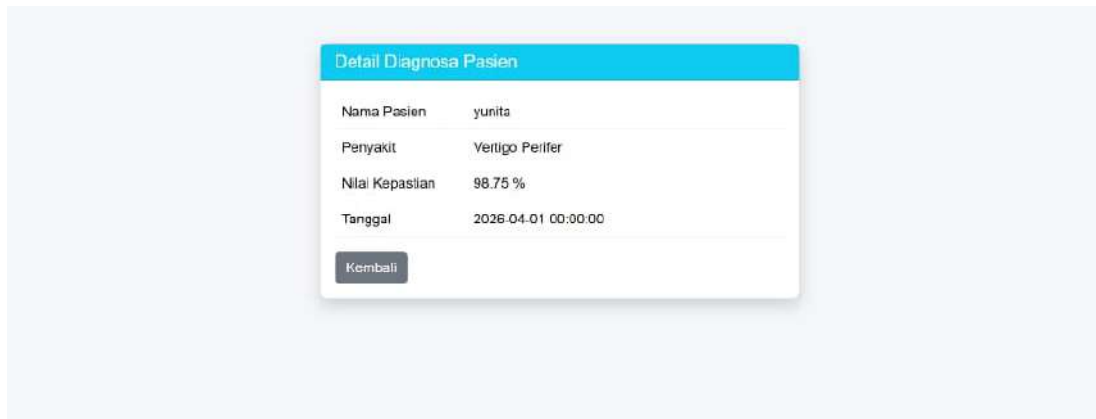 Detail Diagnosa Pasien
Nama Pasien yunita
Penyakit Vertigo Perifer
Nilai Kepastian 98.75 %
Tanggal 2026-04-01 00:00:00
Kembali